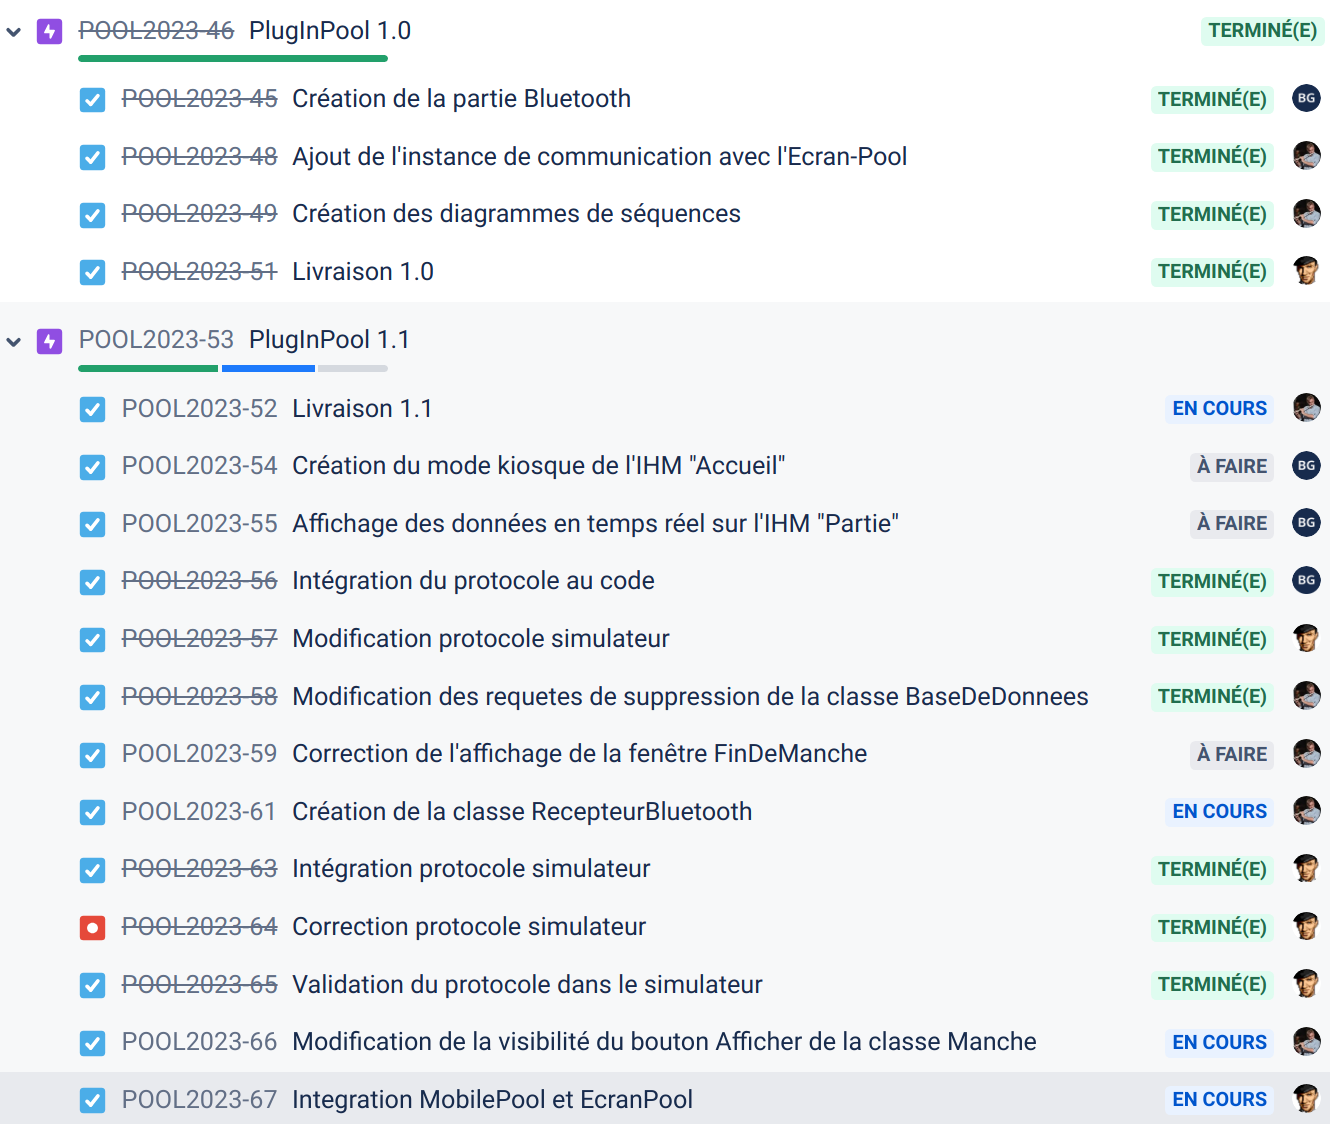 POOL2023-46 PlugInPool 1.0 TERMINÉ(E)
POOL2023-45 Création de la partie Bluetooth TERMINÉ(E) BG
POOL2023-48 Ajout de l'instance de communication avec l'Ecran-Pool TERMINÉ(E)
POOL2023-49 Création des diagrammes de séquences TERMINÉ(E)
POOL2023-51 Livraison 1.0 TERMINÉ(E)
POOL2023-53 PlugInPool 1.1
POOL2023-52 Livraison 1.1 EN COURS
POOL2023-54 Création du mode kiosque de l'IHM "Accueil" À FAIRE BG
POOL2023-55 Affichage des données en temps réel sur l'IHM "Partie" À FAIRE BG
POOL2023-56 Intégration du protocole au code TERMINÉ(E) BG
POOL2023-57 Modification protocole simulateur TERMINÉ(E)
POOL2023-58 Modification des requetes de suppression de la classe BaseDeDonnees TERMINÉ(E)
POOL2023-59 Correction de l'affichage de la fenêtre FinDeManche À FAIRE
POOL2023-61 Création de la classe RecepteurBluetooth EN COURS
POOL2023-63 Intégration protocole simulateur TERMINÉ(E)
POOL2023-64 Correction protocole simulateur TERMINÉ(E)
POOL2023-65 Validation du protocole dans le simulateur TERMINÉ(E)
POOL2023-66 Modification de la visibilité du bouton Afficher de la classe Manche EN COURS
POOL2023-67 Integration MobilePool et EcranPool EN COURS